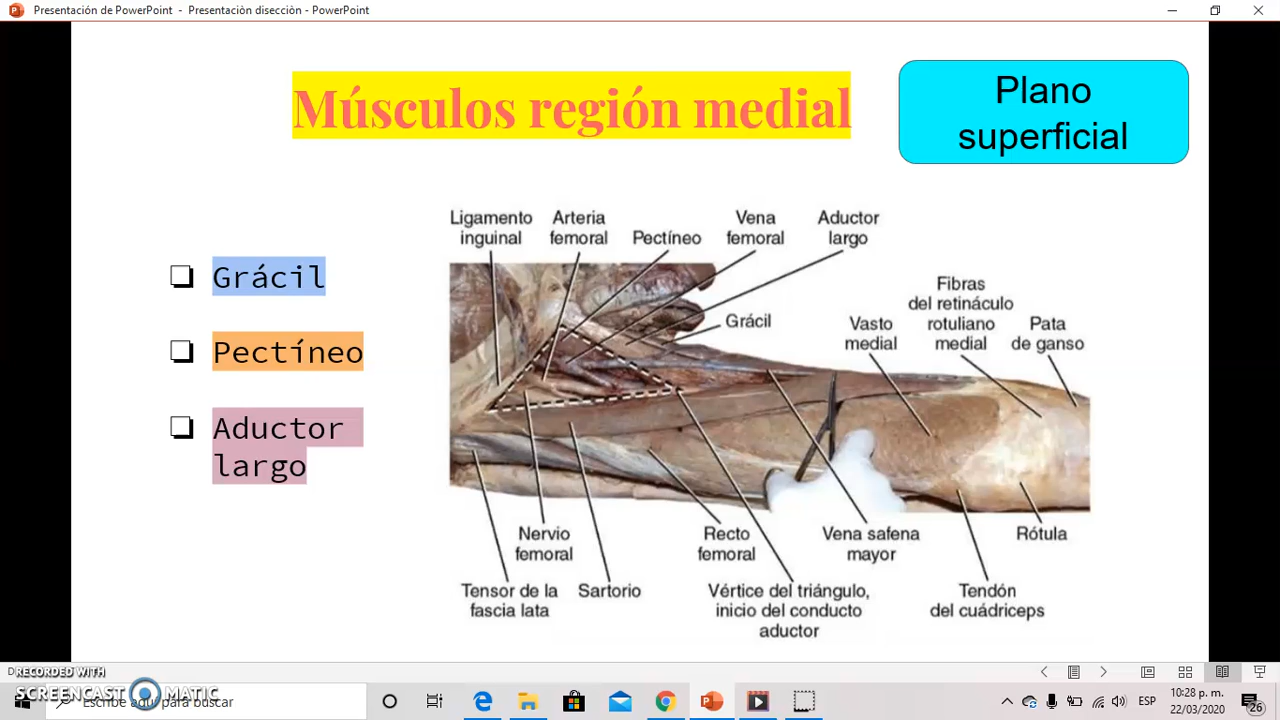 Presentación de PowerPoint - Presentaciòn disecciòn - PowerPoint
Músculos región medial
Plano
superficial
Grácil
Pectíneo
Aductor
largo
Ligamento
inguinal
Arteria
femoral
Pectíneo
Vena
femoral
Aductor
largo
Grácil
Vasto
medial
Fibras
del retináculo
rotuliano
medial
Pata
de ganso
Nervio
femoral
Recto
femoral
Vena safena
mayor
Rótula
Tensor de la
fascia lata
Sartorio
Vértice del triángulo,
inicio del conducto
aductor
Tendón
del cuádriceps
RECORDED WITH
SCREENCAST MATIC
Escribe aquí para buscar
ESP
10:28 p. m.
22/03/2020
26